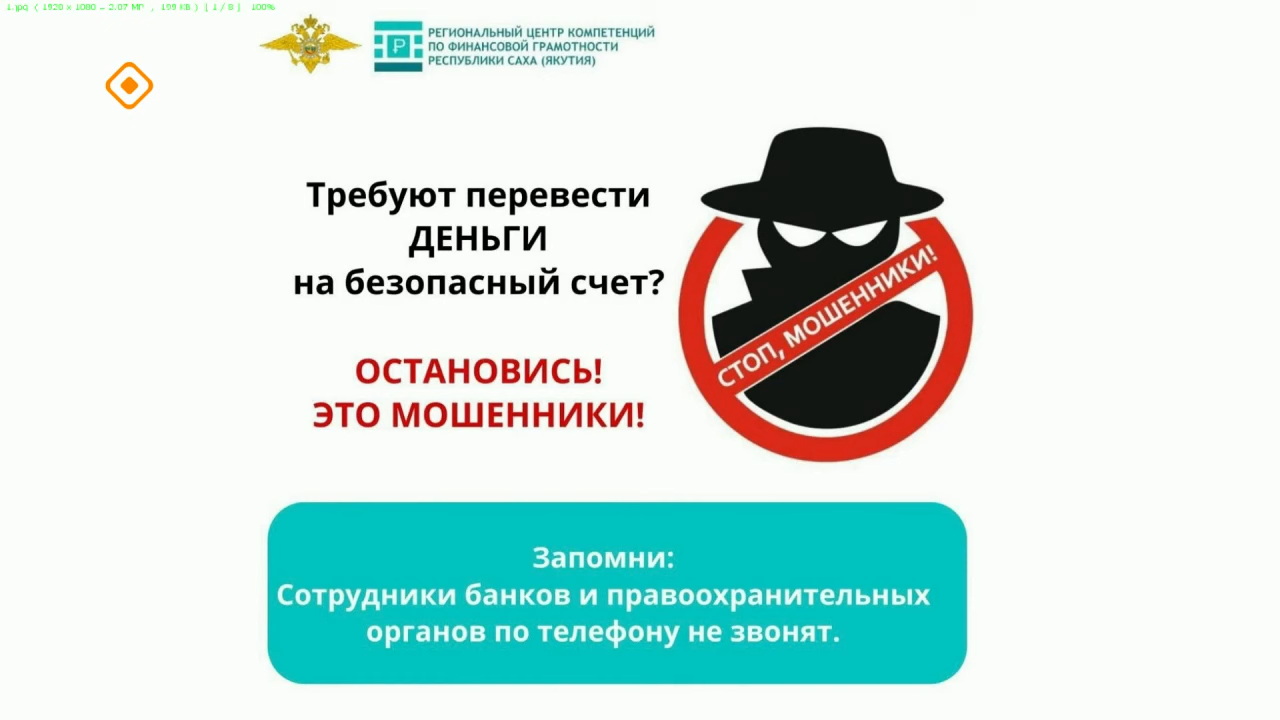 1.jpg ( 1920 x 1080 = 2.07 MP , 199 KB ) [ 1 / 8 ] 100%
РЕГИОНАЛЬНЫЙ ЦЕНТР КОМПЕТЕНЦИЙ
ПО ФИНАНСОВОЙ ГРАМОТНОСТИ
РЕСПУБЛИКИ САХА (ЯКУТИЯ)
Требуют перевести
ДЕНЬГИ
на безопасный счет?
ОСТАНОВИСЬ!
ЭТО МОШЕННИКИ!
СТОП, МОШЕННИКИ!
Запомни:
Сотрудники банков и правоохранительных
органов по телефону не звонят.